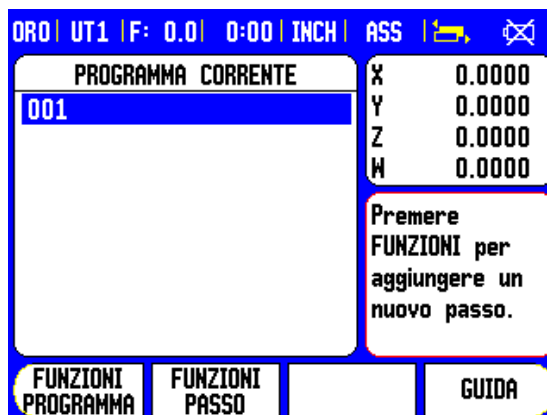 OR0| UT1 |F: 0.0| 0:00| INCH| ASS |
PROGRAMMA CORRENTE
001
X 0.0000
Y 0.0000
Z 0.0000
W 0.0000
Premere
FUNZIONI per
aggiungere un
nuovo passo.
FUNZIONI
PROGRAMMA
FUNZIONI
PASSO
GUIDA